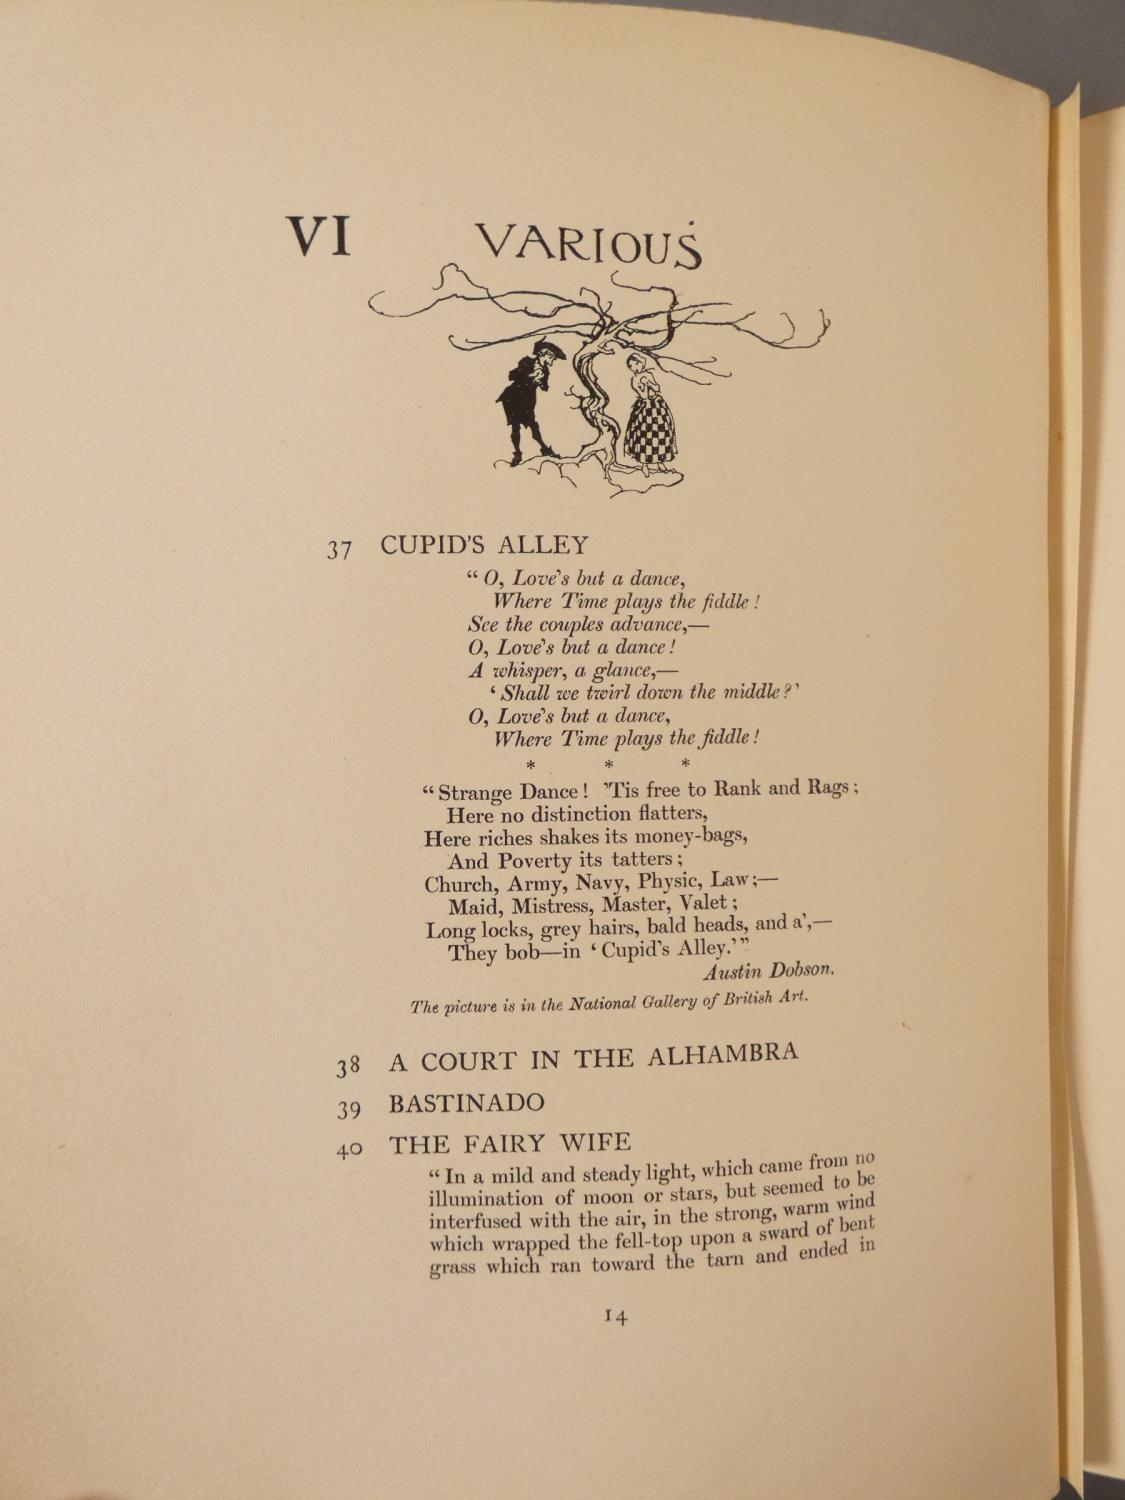 VI VARIOUS
37 CUPID'S ALLEY
“ O, Love's but a dance,
Where Time plays the fiddle !
See the couples advance,—
O, Love's but a dance !
A whisper, a glance,—
‘ Shall we twirl down the middle ?’
O, Love's but a dance,
Where Time plays the fiddle !
* * *
“ Strange Dance ! ’Tis free to Rank and Rags ;
Here no distinction flatters,
Here riches shakes its money-bags,
And Poverty its tatters ;
Church, Army, Navy, Physic, Law ;—
Maid, Mistress, Master, Valet ;
Long locks, grey hairs, bald heads, and a’,—
They bob—in ‘ Cupid's Alley.’”
Austin Dobson.
The picture is in the National Gallery of British Art.
38 A COURT IN THE ALHAMBRA
39 BASTINADO
40 THE FAIRY WIFE
“ In a mild and steady light, which came from no
illumination of moon or stars, but seemed to be
interfused with the air, in the strong, warm wind
which wrapped the fell-top upon a sward of bent
grass which ran toward the tarn and ended in
14